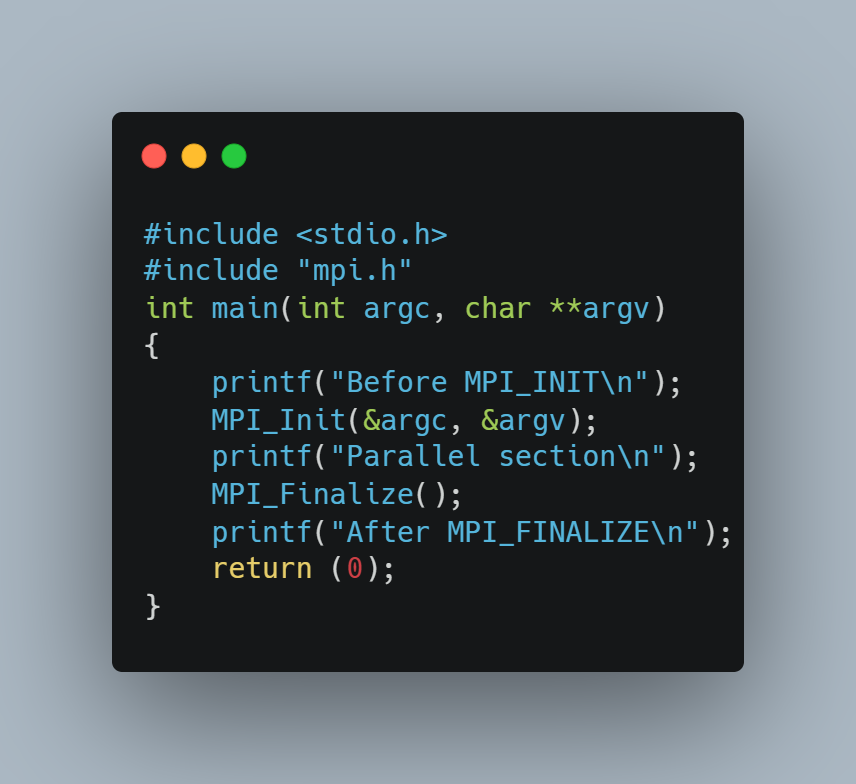 #include <stdio.h>
#include "mpi.h"
int main(int argc, char **argv)
{
    printf("Before MPI_INIT\n");
    MPI_Init(&argc, &argv);
    printf("Parallel section\n");
    MPI_Finalize();
    printf("After MPI_FINALIZE\n");
    return (0);
}